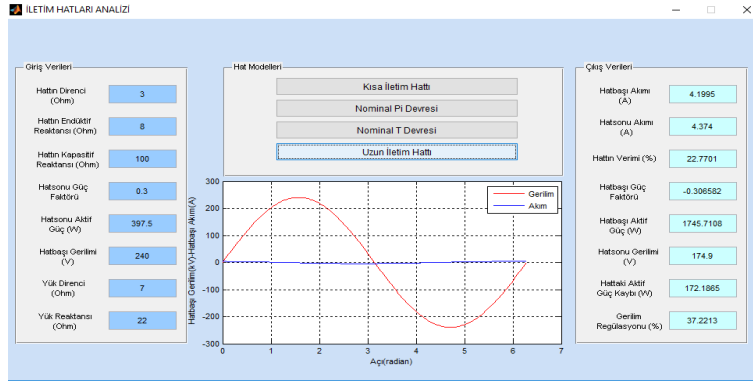 İLETİM HATLARI ANALİZİ
Giriş Verileri
Hattın Direnci
(Ohm)
3
Hattın Endüktif
Reaktansı (Ohm)
8
Hattın Kapasitif
Reaktansı (Ohm)
100
Hatsonu Güç
Faktörü
0.3
Hatsonu Aktif
Güç (W)
397.5
Hatbaşı Gerilimi
(V)
240
Yük Direnci
(Ohm)
7
Yük Reaktansı
(Ohm)
22
Hat Modelleri
Kısa İletim Hattı
Nominal Pi Devresi
Nominal T Devresi
Uzun İletim Hattı
Hatbaşı Gerilim(kV)-Hatbaşı Akım(A)
300
200
100
0
-100
-200
-300
0 1 2 3 4 5 6 7
Açı(radian)
Gerilim
Akım
Çıkış Verileri
Hatbaşı Akımı
(A)
4.1995
Hatsonu Akımı
(A)
4.374
Hattın Verimi (%)
22.7701
Hatbaşı Güç
Faktörü
-0.306582
Hatbaşı Aktif
Güç (W)
1745.7108
Hatsonu Gerilimi
(V)
174.9
Hattaki Aktif
Güç Kaybı (W)
172.1865
Gerilim
Regülasyonu (%)
37.2213